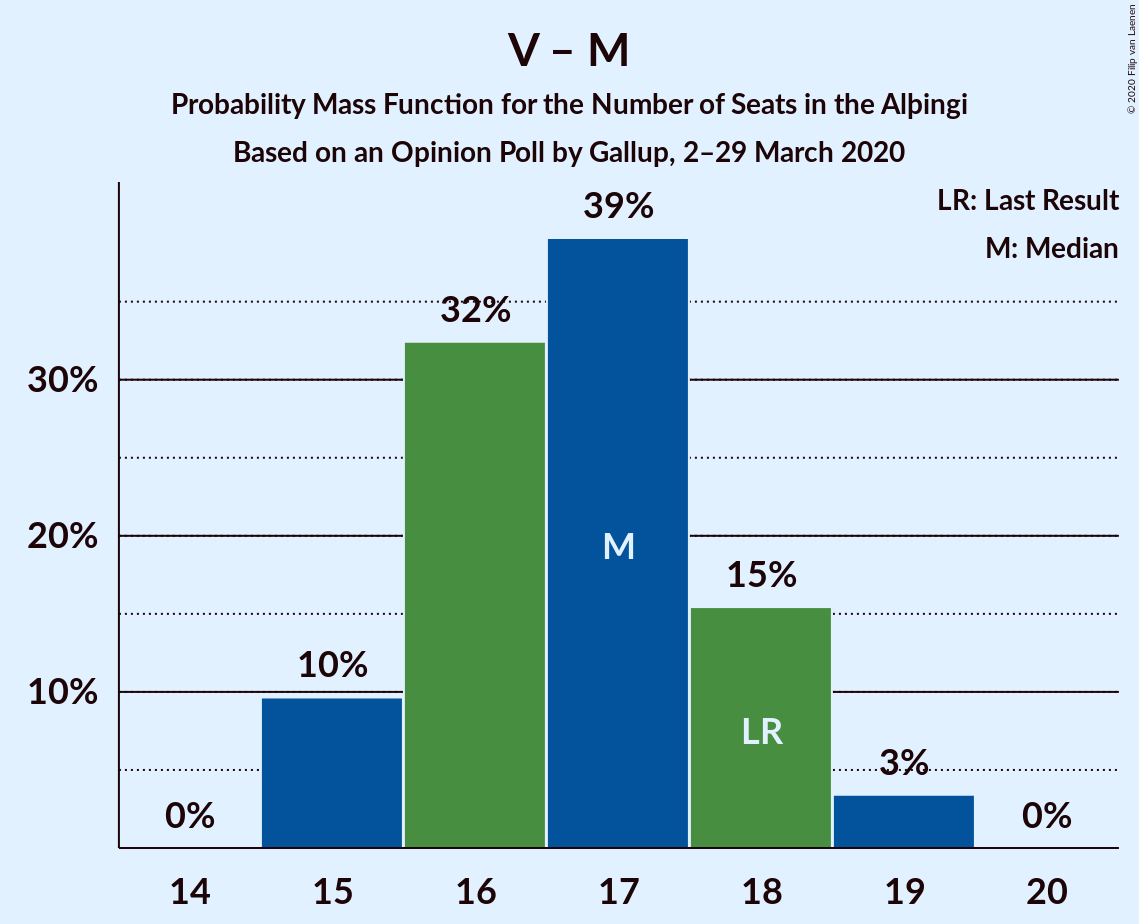 V – M
Probability Mass Function for the Number of Seats in the Alþingi
Based on an Opinion Poll by Gallup, 2–29 March 2020
© 2020 Filip van Laenen
LR: Last Result
M: Median
39%
32%
30%
20%
M
15%
10%
10%
LR
3%
0%
0%
14 15 16 17 18 19 20